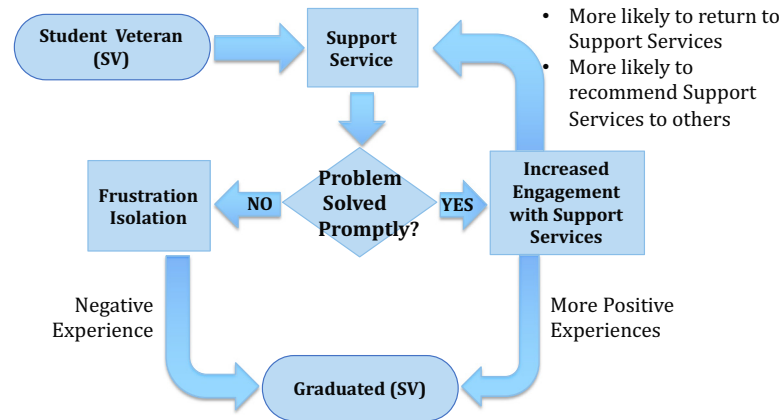 Student Veteran
(SV)
Support
Service
• More likely to return to
Support Services
• More likely to
recommend Support
Services to others
Problem
Solved
Promptly?
NO
YES
Frustration
Isolation
Increased
Engagement
with Support
Services
Negative
Experience
More Positive
Experiences
Graduated (SV)